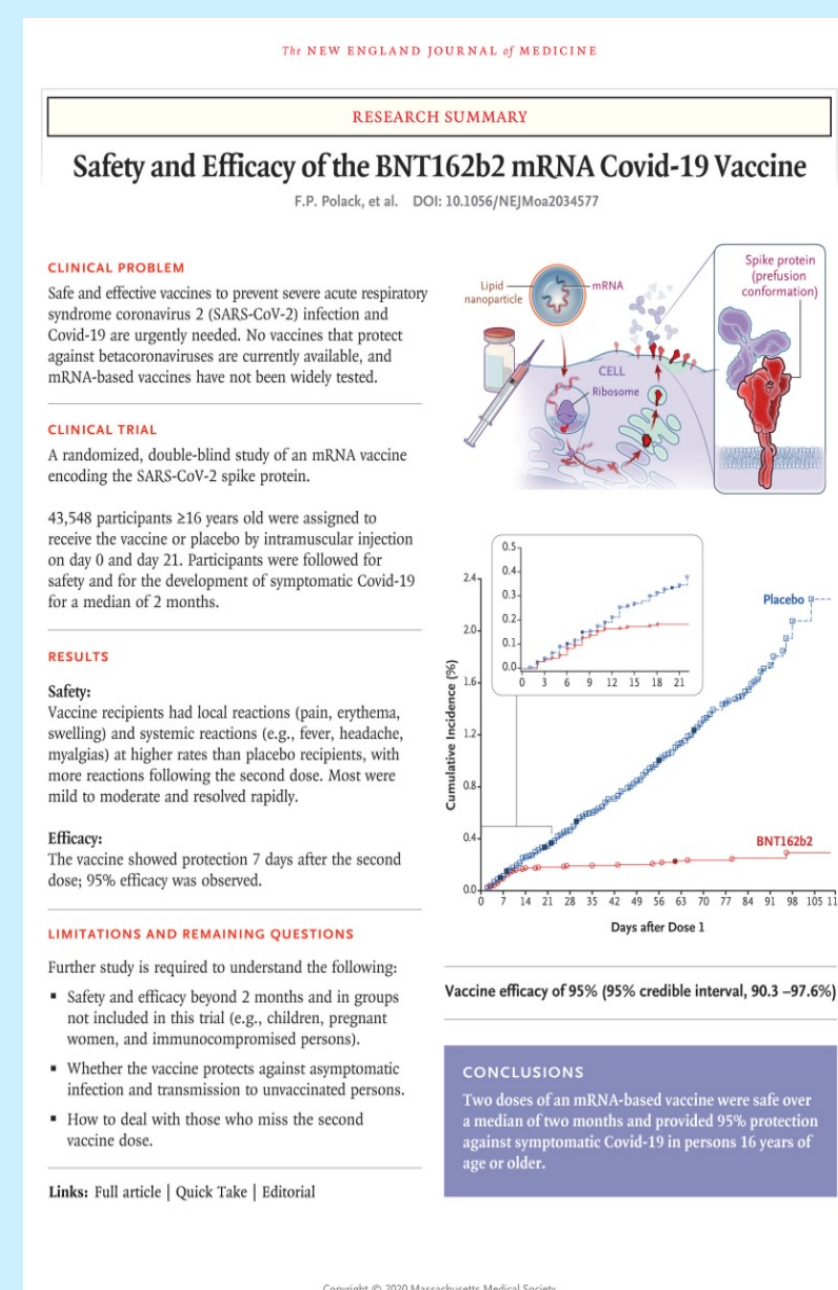 The NEW ENGLAND JOURNAL of MEDICINE
RESEARCH SUMMARY
Safety and Efficacy of the BNT162b2 mRNA Covid-19 Vaccine
F.P. Polack, et al. DOI: 10.1056/NEJMoa2034577
CLINICAL PROBLEM
Safe and effective vaccines to prevent severe acute respiratory
syndrome coronavirus 2 (SARS-CoV-2) infection and
Covid-19 are urgently needed. No vaccines that protect
against betacoronaviruses are currently available, and
mRNA-based vaccines have not been widely tested.
CLINICAL TRIAL
A randomized, double-blind study of an mRNA vaccine
encoding the SARS-CoV-2 spike protein.
43,548 participants ≥16 years old were assigned to
receive the vaccine or placebo by intramuscular injection
on day 0 and day 21. Participants were followed for
safety and for the development of symptomatic Covid-19
for a median of 2 months.
RESULTS
Safety:
Vaccine recipients had local reactions (pain, erythema,
swelling) and systemic reactions (e.g., fever, headache,
myalgias) at higher rates than placebo recipients, with
more reactions following the second dose. Most were
mild to moderate and resolved rapidly.
Efficacy:
The vaccine showed protection 7 days after the second
dose; 95% efficacy was observed.
LIMITATIONS AND REMAINING QUESTIONS
Further study is required to understand the following:
▪ Safety and efficacy beyond 2 months and in groups
not included in this trial (e.g., children, pregnant
women, and immunocompromised persons).
▪ Whether the vaccine protects against asymptomatic
infection and transmission to unvaccinated persons.
▪ How to deal with those who miss the second
vaccine dose.
Links: Full article | Quick Take | Editorial
Lipid
nanoparticle
mRNA
CELL
Ribosome
Spike protein
(prefusion
conformation)
0.5
0.4
0.3
0.2
0.1
0.0
0 3 6 9 12 15 18 21
Cumulative Incidence (%)
2.4
2.0
1.6
1.2
0.8
0.4
0.0
Placebo
BNT162b2
0 7 14 21 28 35 42 49 56 63 70 77 84 91 98 105 11
Days after Dose 1
Vaccine efficacy of 95% (95% credible interval, 90.3 –97.6%)
CONCLUSIONS
Two doses of an mRNA-based vaccine were safe over
a median of two months and provided 95% protection
against symptomatic Covid-19 in persons 16 years of
age or older.
Copyright © 2020 Massachusetts Medical Society